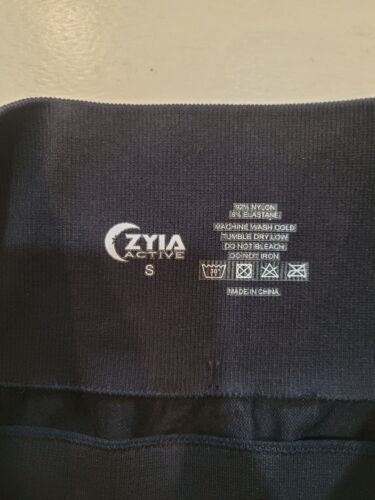 ZYIA
ACTIVE
S
92% NYLON
8% ELASTANE
MACHINE WASH COLD
TUMBLE DRY LOW
DO NOT BLEACH
DO NOT IRON
30°
MADE IN CHINA